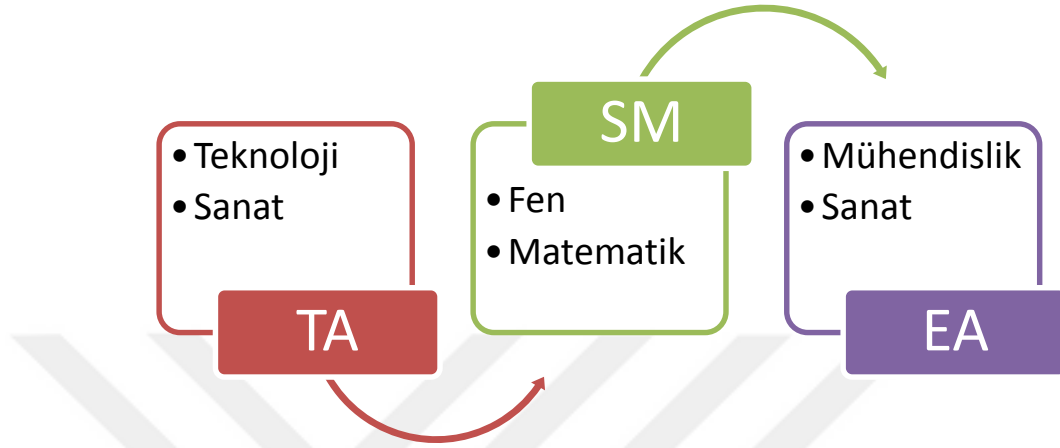 • Teknoloji
• Sanat
TA
SM
• Fen
• Matematik
• Mühendislik
• Sanat
EA